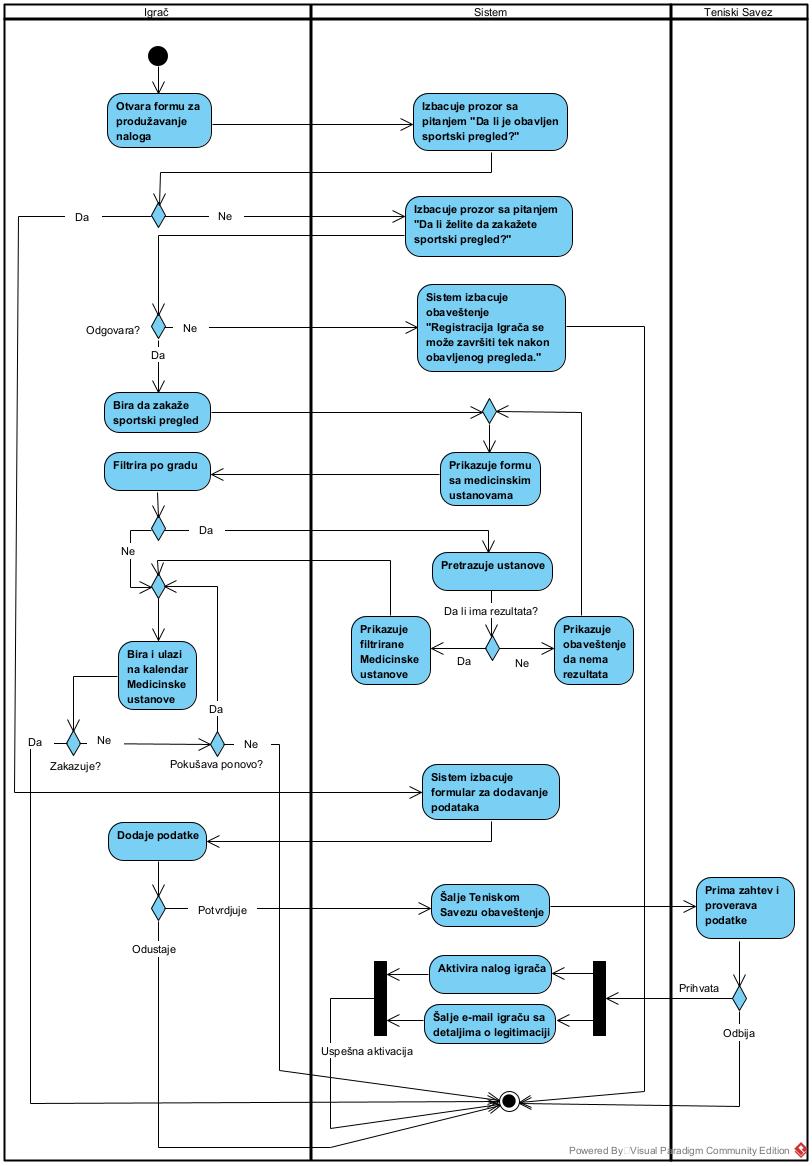 Igrač
Sistem
Teniski Savez
Otvara formu za
produžavanje
naloga
Izbacuje prozor sa
pitanjem "Da li je obavljen
sportski pregled?"
Da
Ne
Izbacuje prozor sa pitanjem
"Da li želite da zakažete
sportski pregled?"
Odgovara?
Ne
Da
Sistem izbacuje
obaveštenje
"Registracija Igrača se
može završiti tek nakon
obavljenog pregleda."
Bira da zakaže
sportski pregled
Filtrira po gradu
Prikazuje formu
sa medicinskim
ustanovama
Da
Ne
Pretrazuje ustanove
Da li ima rezultata?
Da
Ne
Prikazuje
filtrirane
Medicinske
ustanove
Prikazuje
obaveštenje
da nema
rezultata
Bira i ulazi
na kalendar
Medicinske
ustanove
Da
Da
Ne
Ne
Zakazuje?
Pokušava ponovo?
Sistem izbacuje
formular za dodavanje
podataka
Dodaje podatke
Potvrdjuje
Odustaje
Šalje Teniskom
Savezu obaveštenje
Prima zahtev i
proverava
podatke
Aktivira nalog igrača
Šalje e-mail igraču sa
detaljima o legitimaciji
Prihvata
Odbija
Uspešna aktivacija
Powered By Visual Paradigm Community Edition